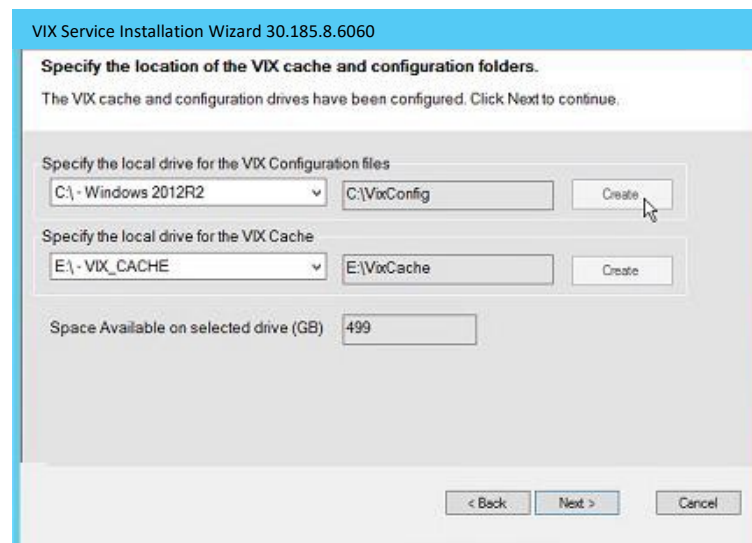 VIX Service Installation Wizard 30.185.8.6060
Specify the location of the VIX cache and configuration folders.
The VIX cache and configuration drives have been configured. Click Next to continue.
Specify the local drive for the VIX Configuration files
C:\ - Windows 2012R2 C:\VixConfig Create
Specify the local drive for the VIX Cache
E:\ - VIX_CACHE E:\VixCache Create
Space Available on selected drive (GB) 499
< Back Next > Cancel